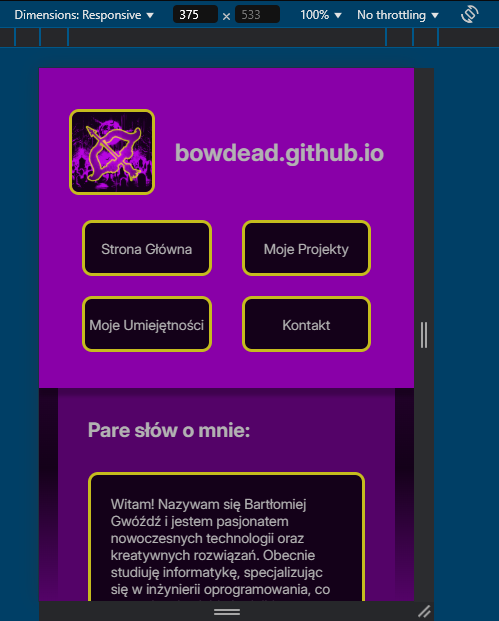 Dimensions: Responsive 375 × 533 100% No throttling
bowdead.github.io
Strona Główna Moje Projekty
Moje Umiejętności Kontakt
Pare słów o mnie:
Witam! Nazywam się Bartłomiej
Gwóźdź i jestem pasjonatem
nowoczesnych technologii oraz
kreatywnych rozwiązań. Obecnie
studiuję informatykę, specjalizując
się w inżynierii oprogramowania, co